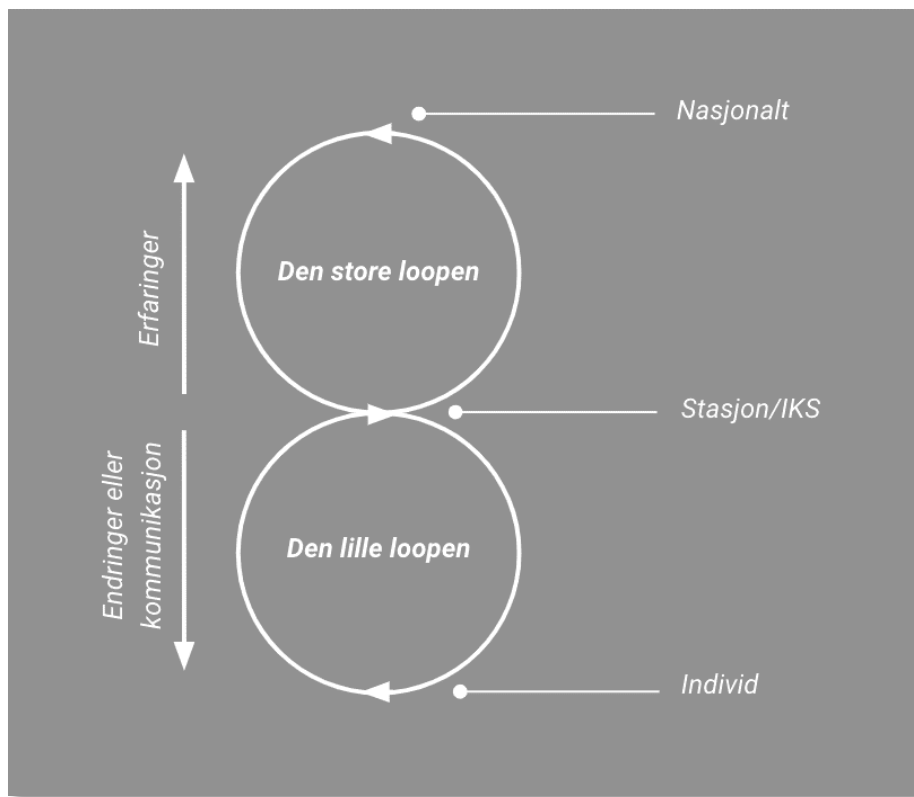 Nasjonalt
Erfaringer
Den store loopen
Stasjon/IKS
Endringer eller
kommunikasjon
Den lille loopen
Individ